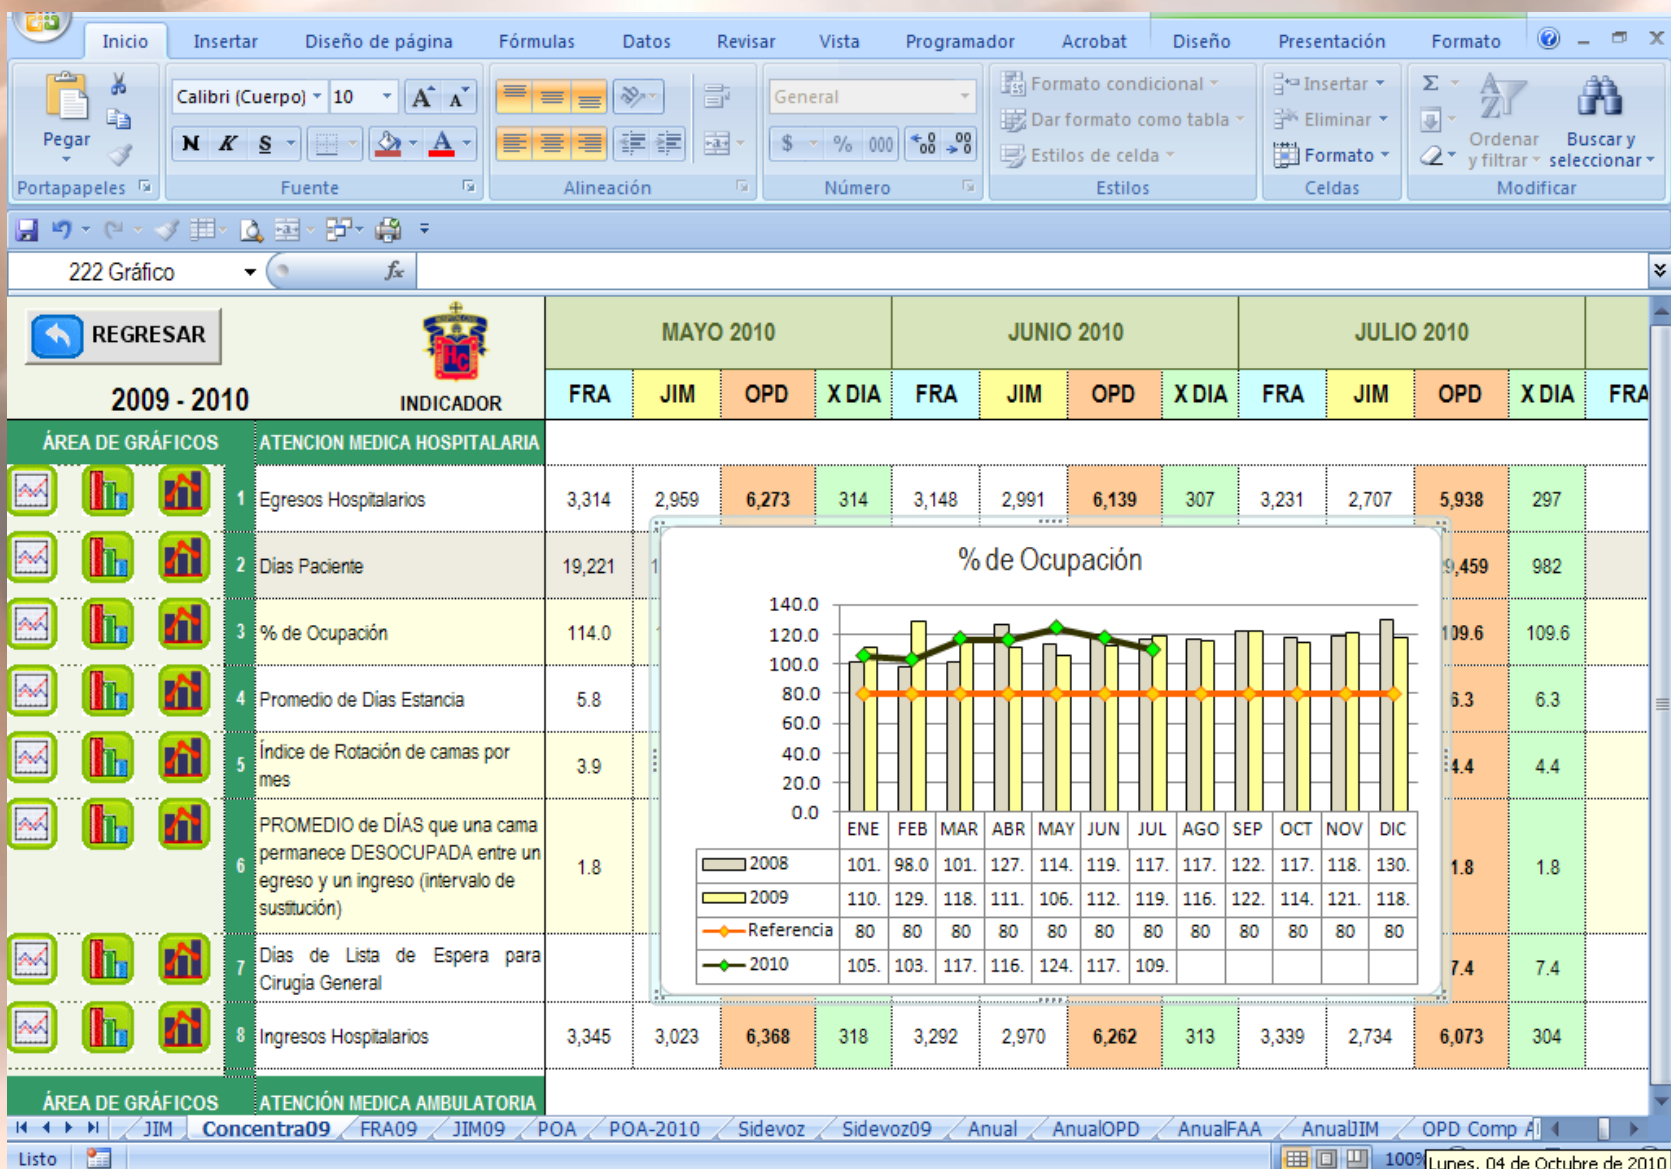 Inicio Insertar Diseño de página Fórmulas Datos Revisar Vista Programador Acrobat Diseño Presentación Formato
Calibri (Cuerpo) 10 General Formato condicional Insertar Σ
Dar formato como tabla Eliminar
Pegar N K S $ % 000 Estilos de celda Formato Ordenar y filtrar Buscar y seleccionar
Portapapeles Fuente Alineación Número Estilos Celdas Modificar
222 Gráfico fx
REGRESAR HC MAYO 2010 JUNIO 2010 JULIO 2010
2009 - 2010 INDICADOR FRA JIM OPD X DIA FRA JIM OPD X DIA FRA JIM OPD X DIA FRA
ÁREA DE GRÁFICOS ATENCION MEDICA HOSPITALARIA
1 Egresos Hospitalarios 3,314 2,959 6,273 314 3,148 2,991 6,139 307 3,231 2,707 5,938 297
2 Dias Paciente 19,221 9,459 982
3 % de Ocupación 114.0 109.6 109.6
4 Promedio de Días Estancia 5.8 6.3 6.3
5 Índice de Rotación de camas por mes 3.9 4.4 4.4
6 PROMEDIO de DÍAS que una cama
permanece DESOCUPADA entre un
egreso y un ingreso (intervalo de
sustitución) 1.8 1.8 1.8
7 Días de Lista de Espera para
Cirugía General 7.4 7.4
8 Ingresos Hospitalarios 3,345 3,023 6,368 318 3,292 2,970 6,262 313 3,339 2,734 6,073 304
% de Ocupación
140.0
120.0
100.0
80.0
60.0
40.0
20.0
0.0
ENE FEB MAR ABR MAY JUN JUL AGO SEP OCT NOV DIC
2008 101. 98.0 101. 127. 114. 119. 117. 117. 122. 117. 118. 130.
2009 110. 129. 118. 111. 106. 112. 119. 116. 122. 114. 121. 118.
Referencia 80 80 80 80 80 80 80 80 80 80 80 80
2010 105. 103. 117. 116. 124. 117. 109.
ÁREA DE GRÁFICOS ATENCIÓN MEDICA AMBULATORIA
JIM Concentra09 FRA09 JIM09 POA POA-2010 Sidevoz Sidevoz09 Anual AnualOPD AnualFAA AnualJIM OPD Comp
Listo 100% Lunes, 04 de Octubre de 2010